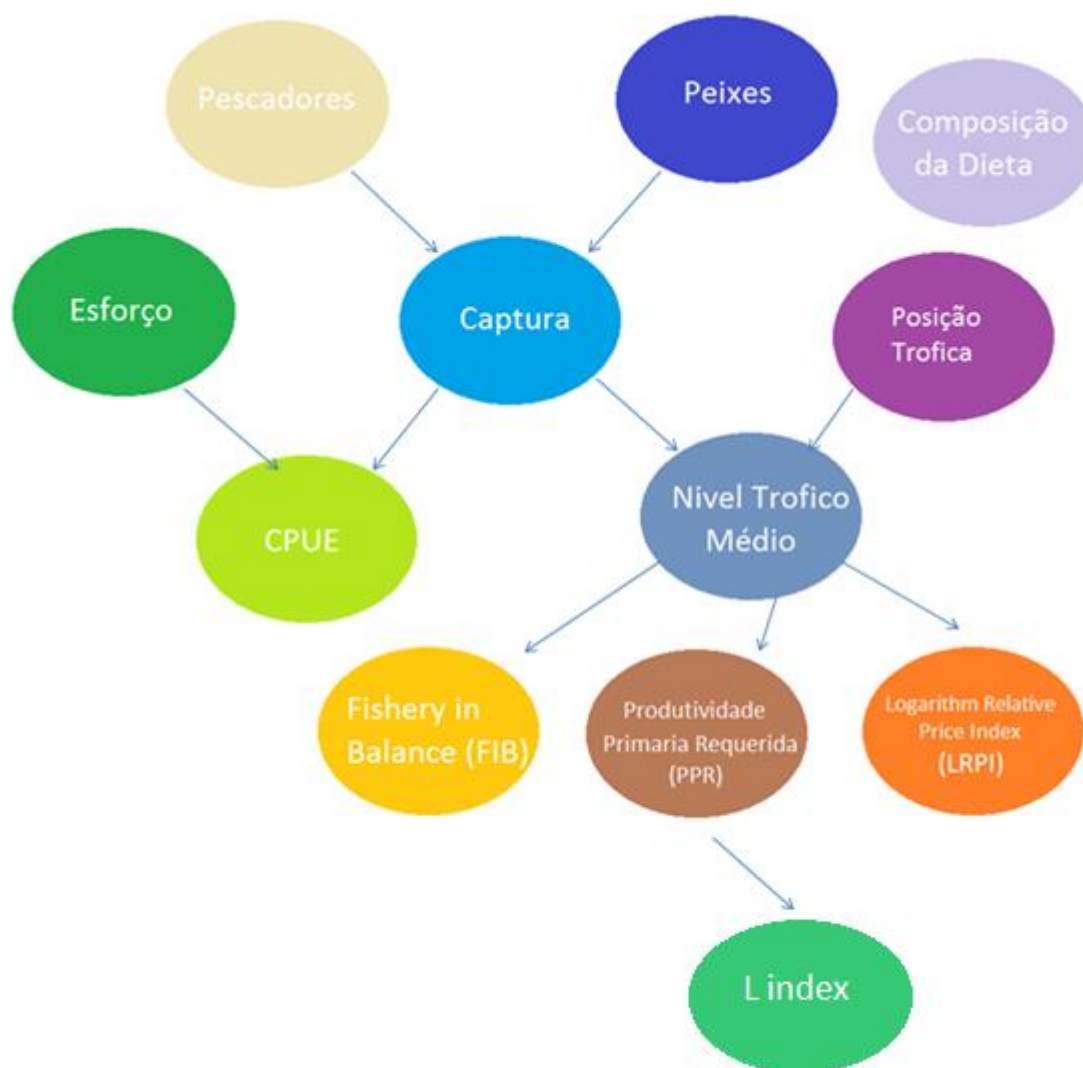 Pescadores
Peixes
Composição
da Dieta
Esforço
Captura
Posição
Trofica
CPUE
Nivel Trofico
Médio
Fishery in
Balance (FIB)
Produtividade
Primaria Requerida
(PPR)
Logarithm Relative
Price Index
(LRPI)
L index